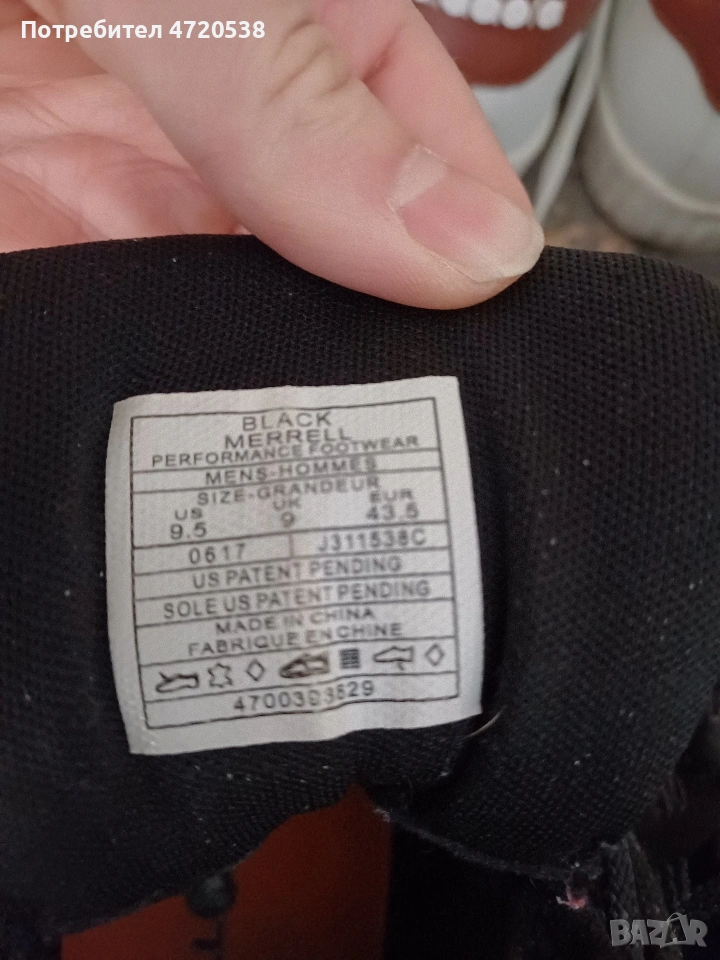 Потребител 4720538
BLACK
MERRELL
PERFORMANCE FOOTWEAR
MENS-HOMMES
SIZE-GRANDEUR
US UK EUR
9.5 9 43.5
0617 J311538C
US PATENT PENDING
SOLE US PATENT PENDING
MADE IN CHINA
FABRIQUE EN CHINE
BAZAR